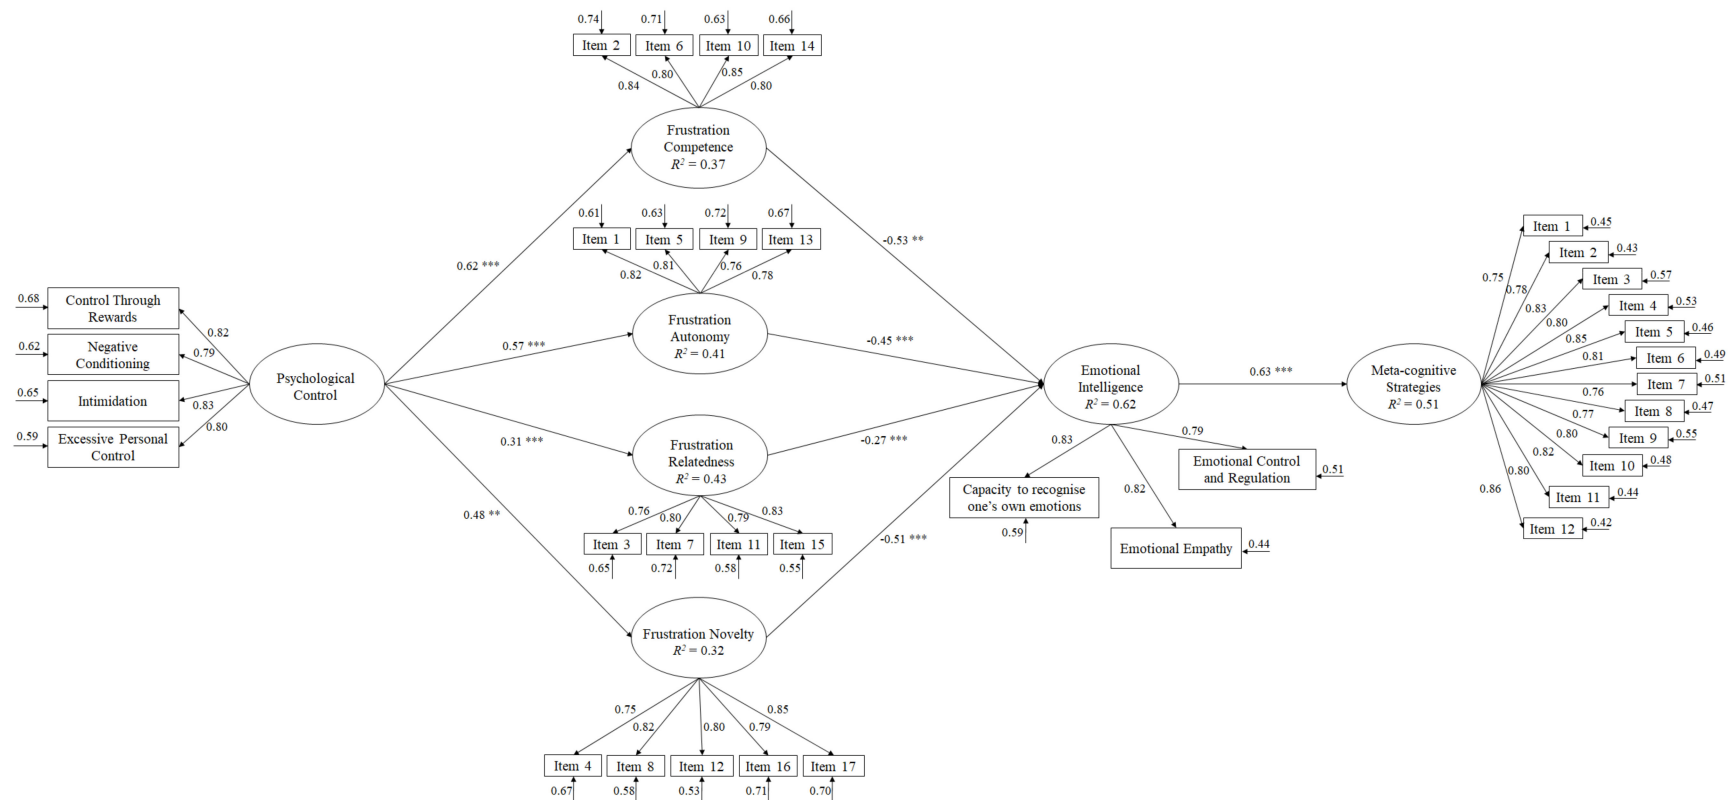 0.74
0.71
0.63
0.66
Item 2
Item 6
Item 10
Item 14
0.84
0.80
0.85
0.80
Frustration
Competence
R² = 0.37
0.61
0.63
0.72
0.67
Item 1
Item 5
Item 9
Item 13
0.82
0.81
0.76
0.78
Frustration
Autonomy
R² = 0.41
0.62 ***
0.57 ***
0.31 ***
0.48 **
0.68
Control Through
Rewards
0.62
Negative
Conditioning
0.65
Intimidation
0.59
Excessive Personal
Control
0.82
0.79
0.83
0.80
Psychological
Control
Frustration
Relatedness
R² = 0.43
0.76
0.80
0.79
0.83
Item 3
Item 7
Item 11
Item 15
0.65
0.72
0.58
0.55
Frustration Novelty
R² = 0.32
0.75
0.82
0.80
0.79
0.85
Item 4
Item 8
Item 12
Item 16
Item 17
0.67
0.58
0.53
0.71
0.70
-0.53 **
-0.45 ***
-0.27 ***
-0.51 ***
Emotional
Intelligence
R² = 0.62
0.83
0.82
0.79
Capacity to recognise
one's own emotions
0.59
Emotional Empathy
0.44
Emotional Control
and Regulation
0.51
0.63 ***
Meta-cognitive
Strategies
R² = 0.51
0.75
0.78
0.83
0.80
0.85
0.81
0.76
0.77
0.80
0.82
0.80
0.86
Item 1
0.45
Item 2
0.43
Item 3
0.57
Item 4
0.53
Item 5
0.46
Item 6
0.49
Item 7
0.51
Item 8
0.47
Item 9
0.55
Item 10
0.48
Item 11
0.44
Item 12
0.42